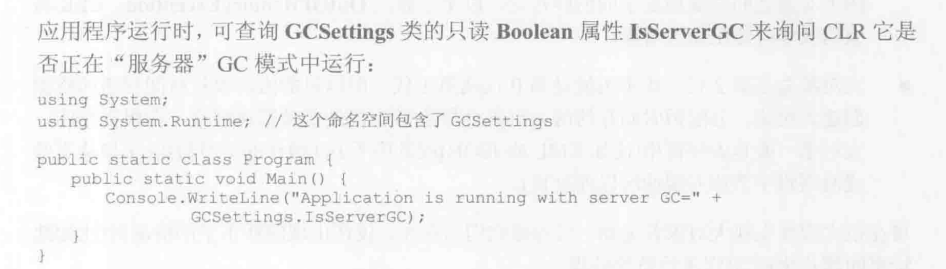 应用程序运行时，可查询 GCSettings 类的只读 Boolean 属性 IsServerGC 来询问 CLR 它是
否正在“服务器”GC 模式中运行：
using System;
using System.Runtime; // 这个命名空间包含了 GCSettings
public static class Program {
public static void Main() {
Console.WriteLine("Application is running with server GC=" +
GCSettings.IsServerGC);
}
}